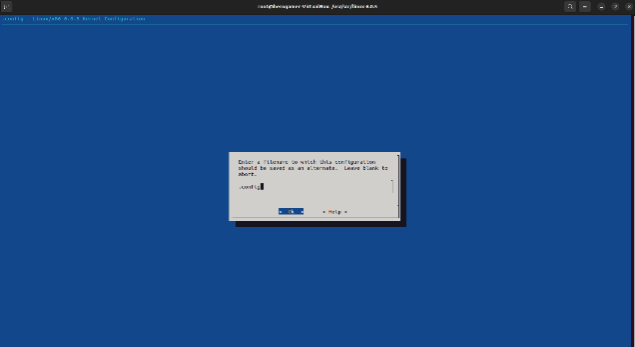 .config - Linux/x86 6.0.5 Kernel Configuration
Enter a filename to which this configuration
should be saved as an alternate. Leave blank to
abort.
.config
< Ok >
< Help >